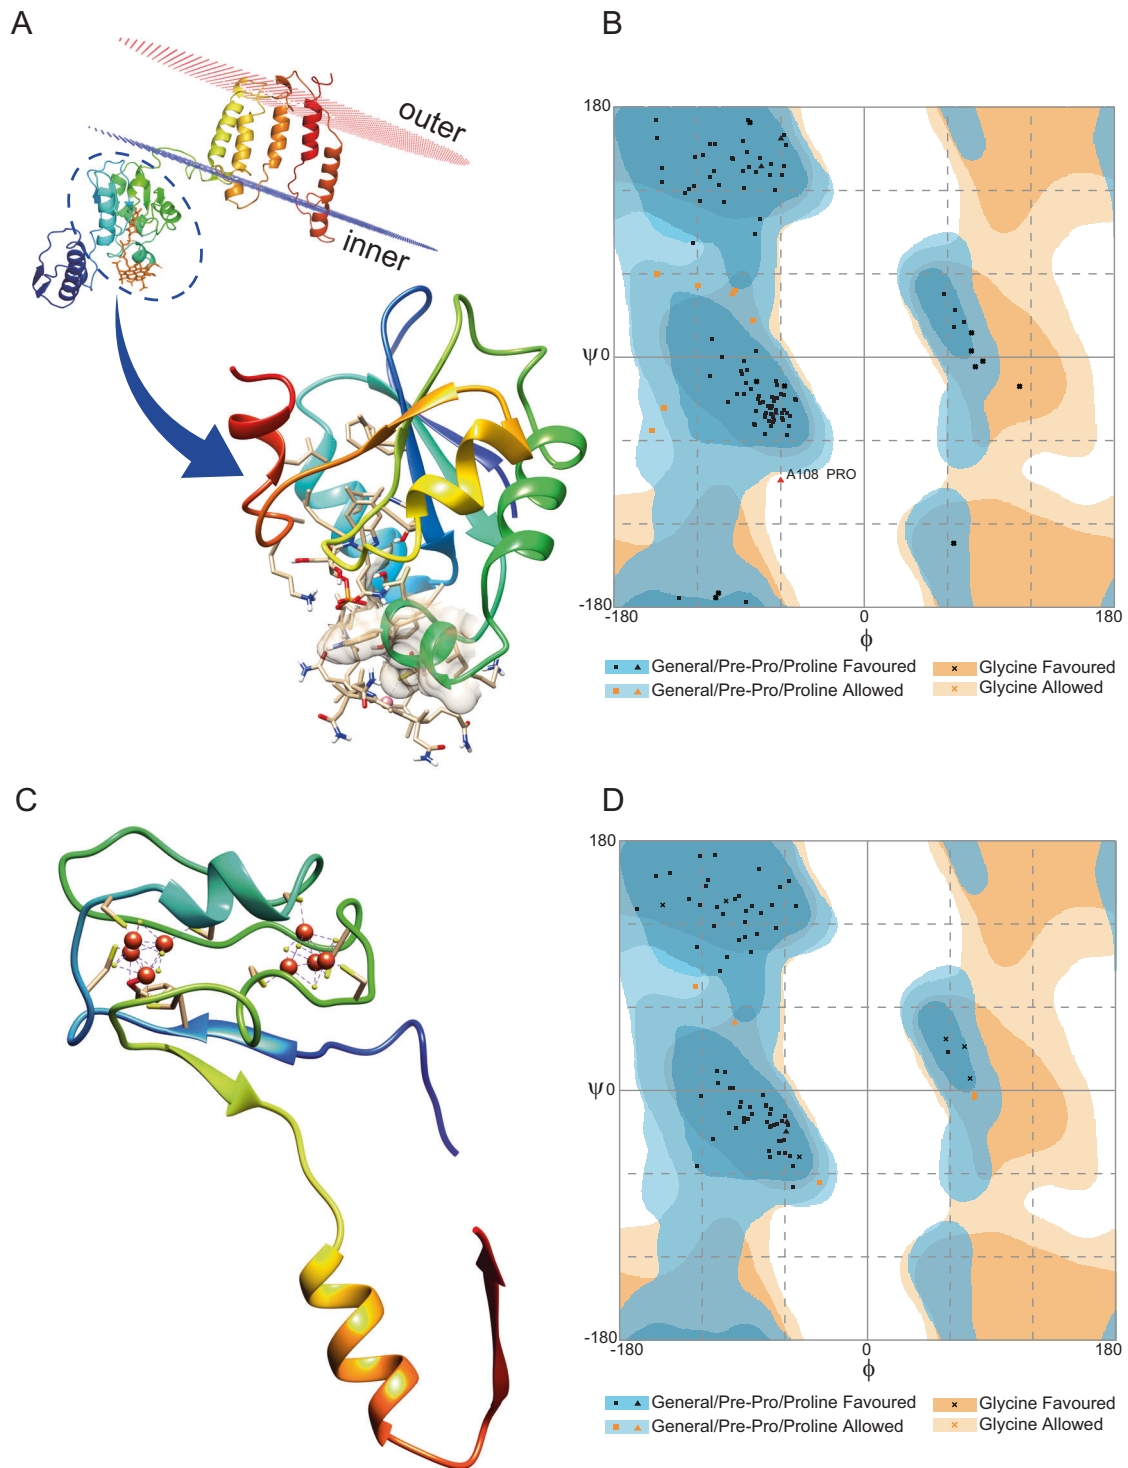 A
outer
inner
B
180
ψ 0
A108 PRO
-180
-180
0
180
ϕ
General/Pre-Pro/Proline Favoured
Glycine Favoured
General/Pre-Pro/Proline Allowed
Glycine Allowed
C
D
180
ψ 0
-180
-180
0
180
ϕ
General/Pre-Pro/Proline Favoured
Glycine Favoured
General/Pre-Pro/Proline Allowed
Glycine Allowed